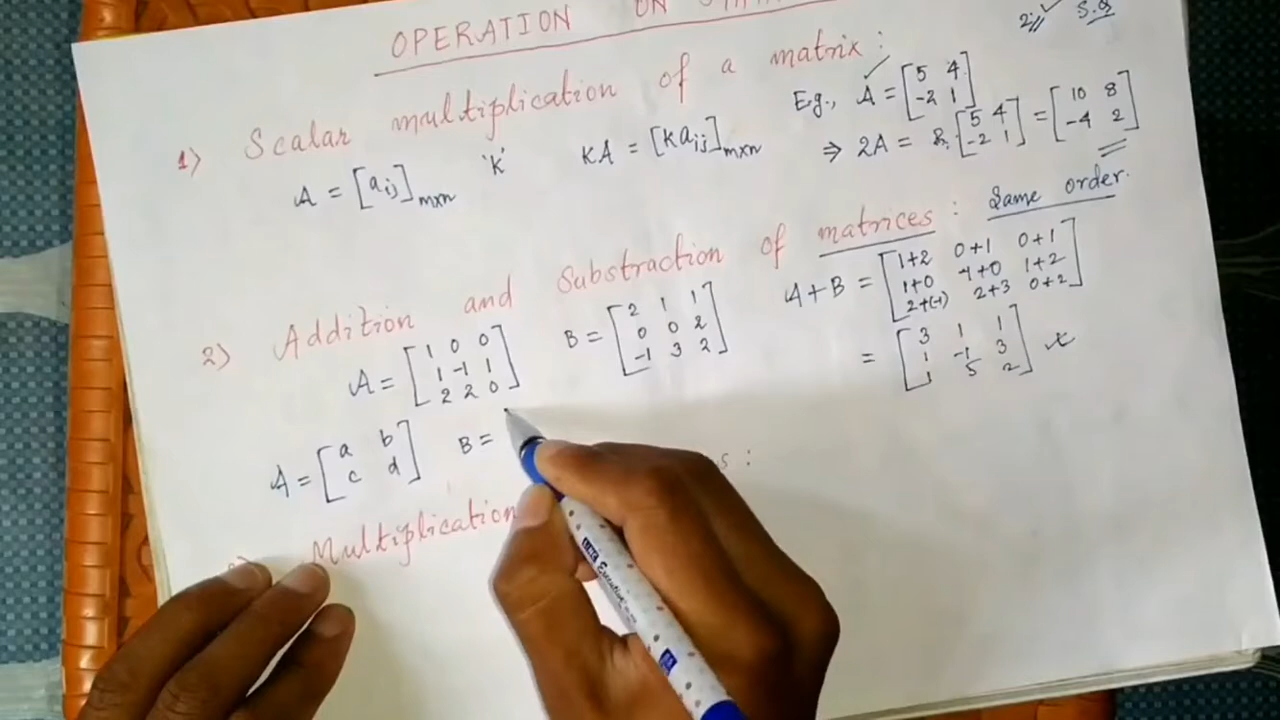 OPERATION ON
2;// S.Q
1) Scalar multiplication of a matrix :
A = [aij]m×n 'K' KA = [Kaij]m×n
E.g., A = [5 4
-2 1]
⇒ 2A = 2. [5 4
-2 1] = [10 8
-4 2]
2) Addition and Substraction of matrices : Same order.
A = [1 0 0
1 -1 1
2 2 0]
B = [2 1 1
0 0 2
-1 3 2]
A+B = [1+2 0+1 0+1
1+0 -1+0 1+2
2+(-1) 2+3 0+2]
= [3 1 1
1 -1 3
1 5 2]
A = [a b
c d] B =
Multiplication s :
LINC Executive
LINC